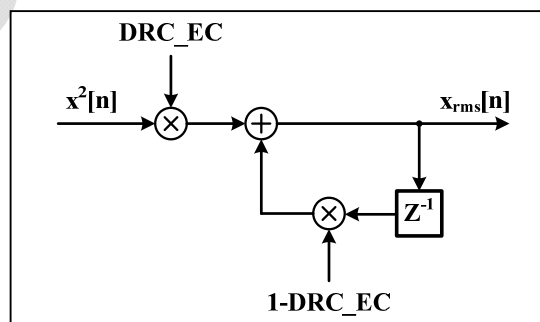 DRC_EC
x²[n]
xrms[n]
×
+
×
Z⁻¹
1-DRC_EC